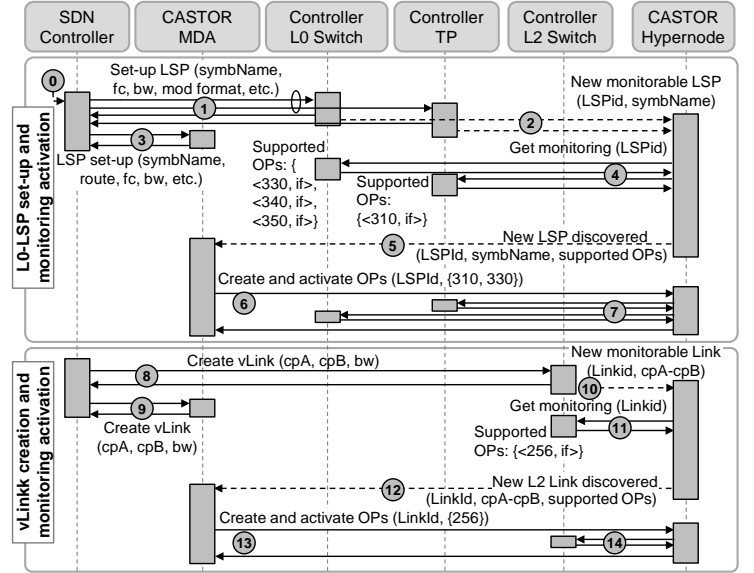 SDN
Controller
CASTOR
MDA
Controller
L0 Switch
Controller
TP
Controller
L2 Switch
CASTOR
Hypernode
L0-LSP set-up and
monitoring activation
0
Set-up LSP (symbName,
fc, bw, mod format, etc.)
1
New monitorable LSP
(LSPid, symbName)
2
3
LSP set-up (symbName,
route, fc, bw, etc.)
Get monitoring (LSPid)
4
Supported
OPs: {
<330, if>,
<340, if>,
<350, if>}
Supported
OPs:
{<310, if>}
5
New LSP discovered
(LSPId, symbName, supported OPs)
Create and activate OPs (LSPId, {310, 330})
6
7
vLinkk creation and
monitoring activation
Create vLink (cpA, cpB, bw)
8
New monitorable Link
(Linkid, cpA-cpB)
10
9
Create vLink
(cpA, cpB, bw)
Get monitoring (Linkid)
11
Supported
OPs: {<256, if>}
12
New L2 Link discovered
(LinkId, cpA-cpB, supported OPs)
Create and activate OPs (LinkId, {256})
13
14